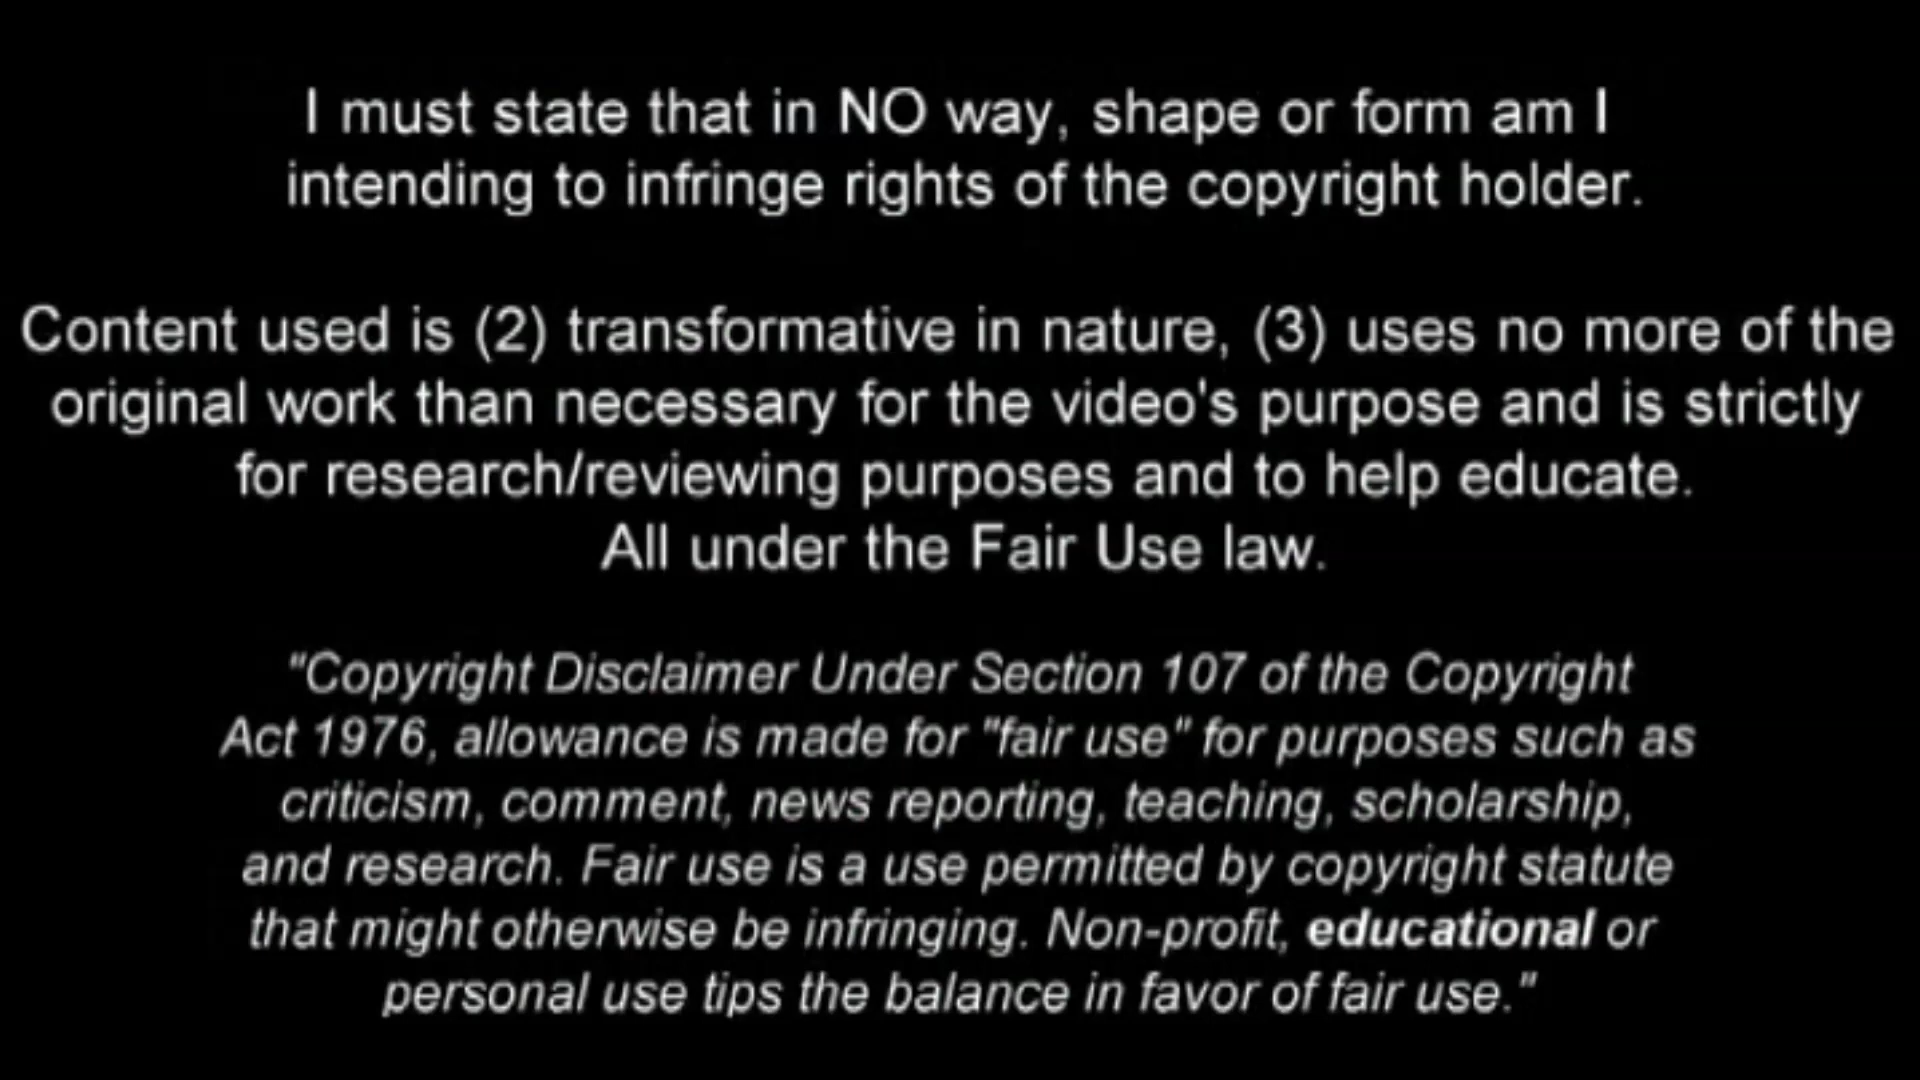 I must state that in NO way, shape or form am I
intending to infringe rights of the copyright holder.
Content used is (2) transformative in nature, (3) uses no more of the
original work than necessary for the video's purpose and is strictly
for research/reviewing purposes and to help educate.
All under the Fair Use law.
"Copyright Disclaimer Under Section 107 of the Copyright
Act 1976, allowance is made for "fair use" for purposes such as
criticism, comment, news reporting, teaching, scholarship,
and research. Fair use is a use permitted by copyright statute
that might otherwise be infringing. Non-profit, educational or
personal use tips the balance in favor of fair use."